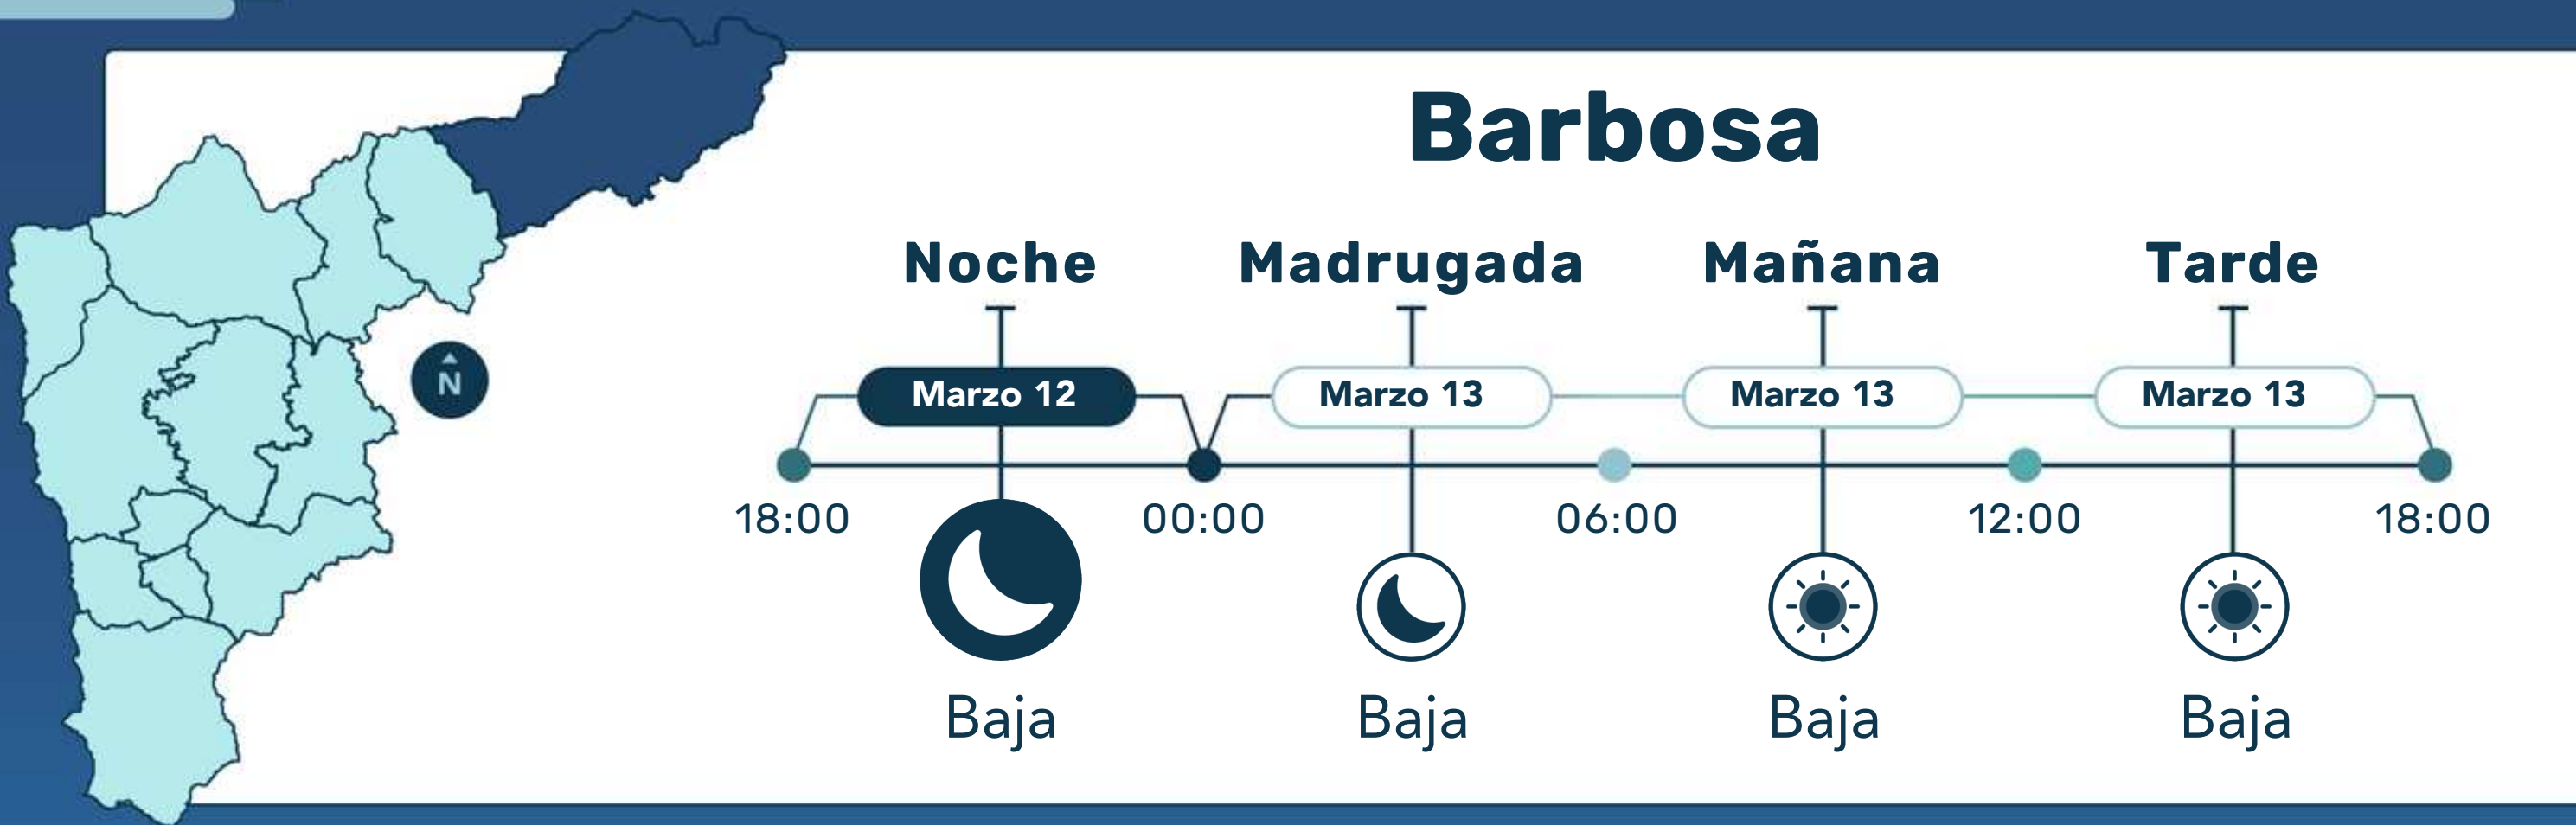 Barbosa
Noche Madrugada Mañana Tarde
N
Marzo 12 Marzo 13 Marzo 13 Marzo 13
18:00 00:00 06:00 12:00 18:00
Baja Baja Baja Baja